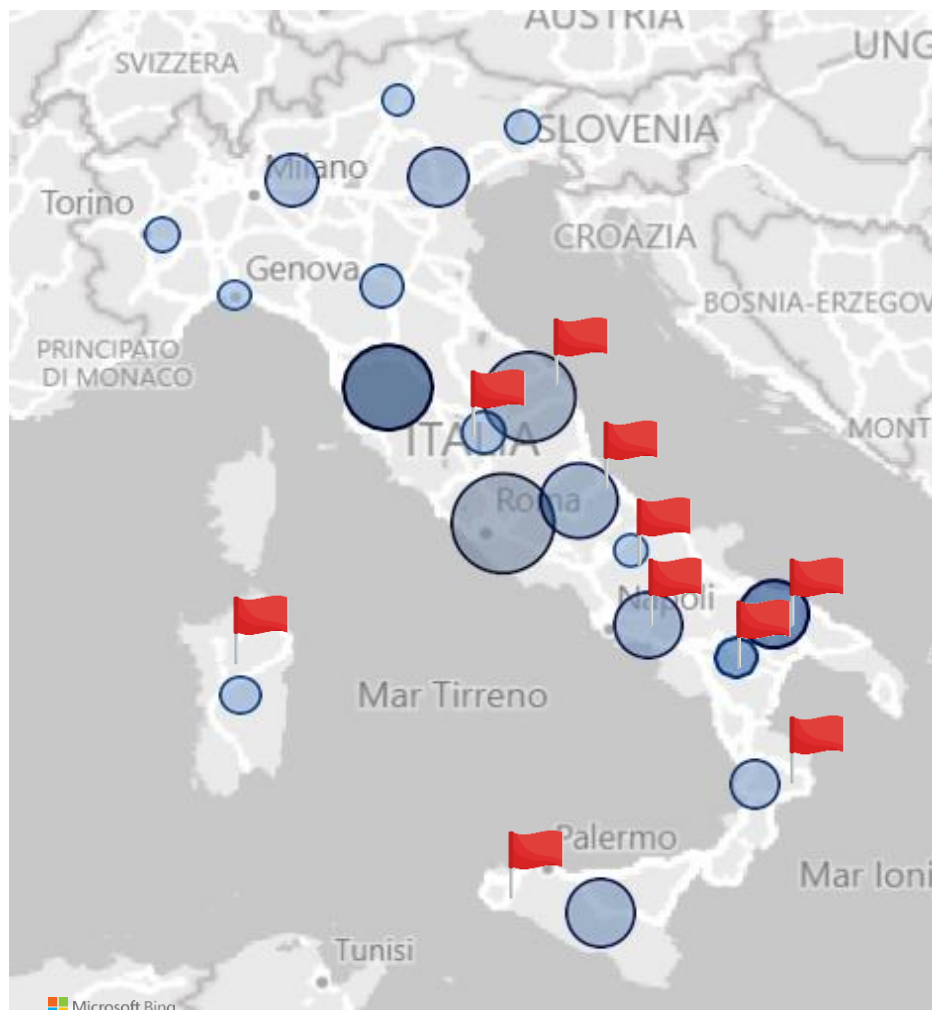 AUSTRIA
SVIZZERA
UNG
SLOVENIA
Milano
Torino
CROAZIA
Genova
BOSNIA-ERZEGOV
PRINCIPATO
DI MONACO
ITALIA
MONT
Roma
Napoli
Mar Tirreno
Palermo
Mar Ioni
Tunisi
Microsoft Bing